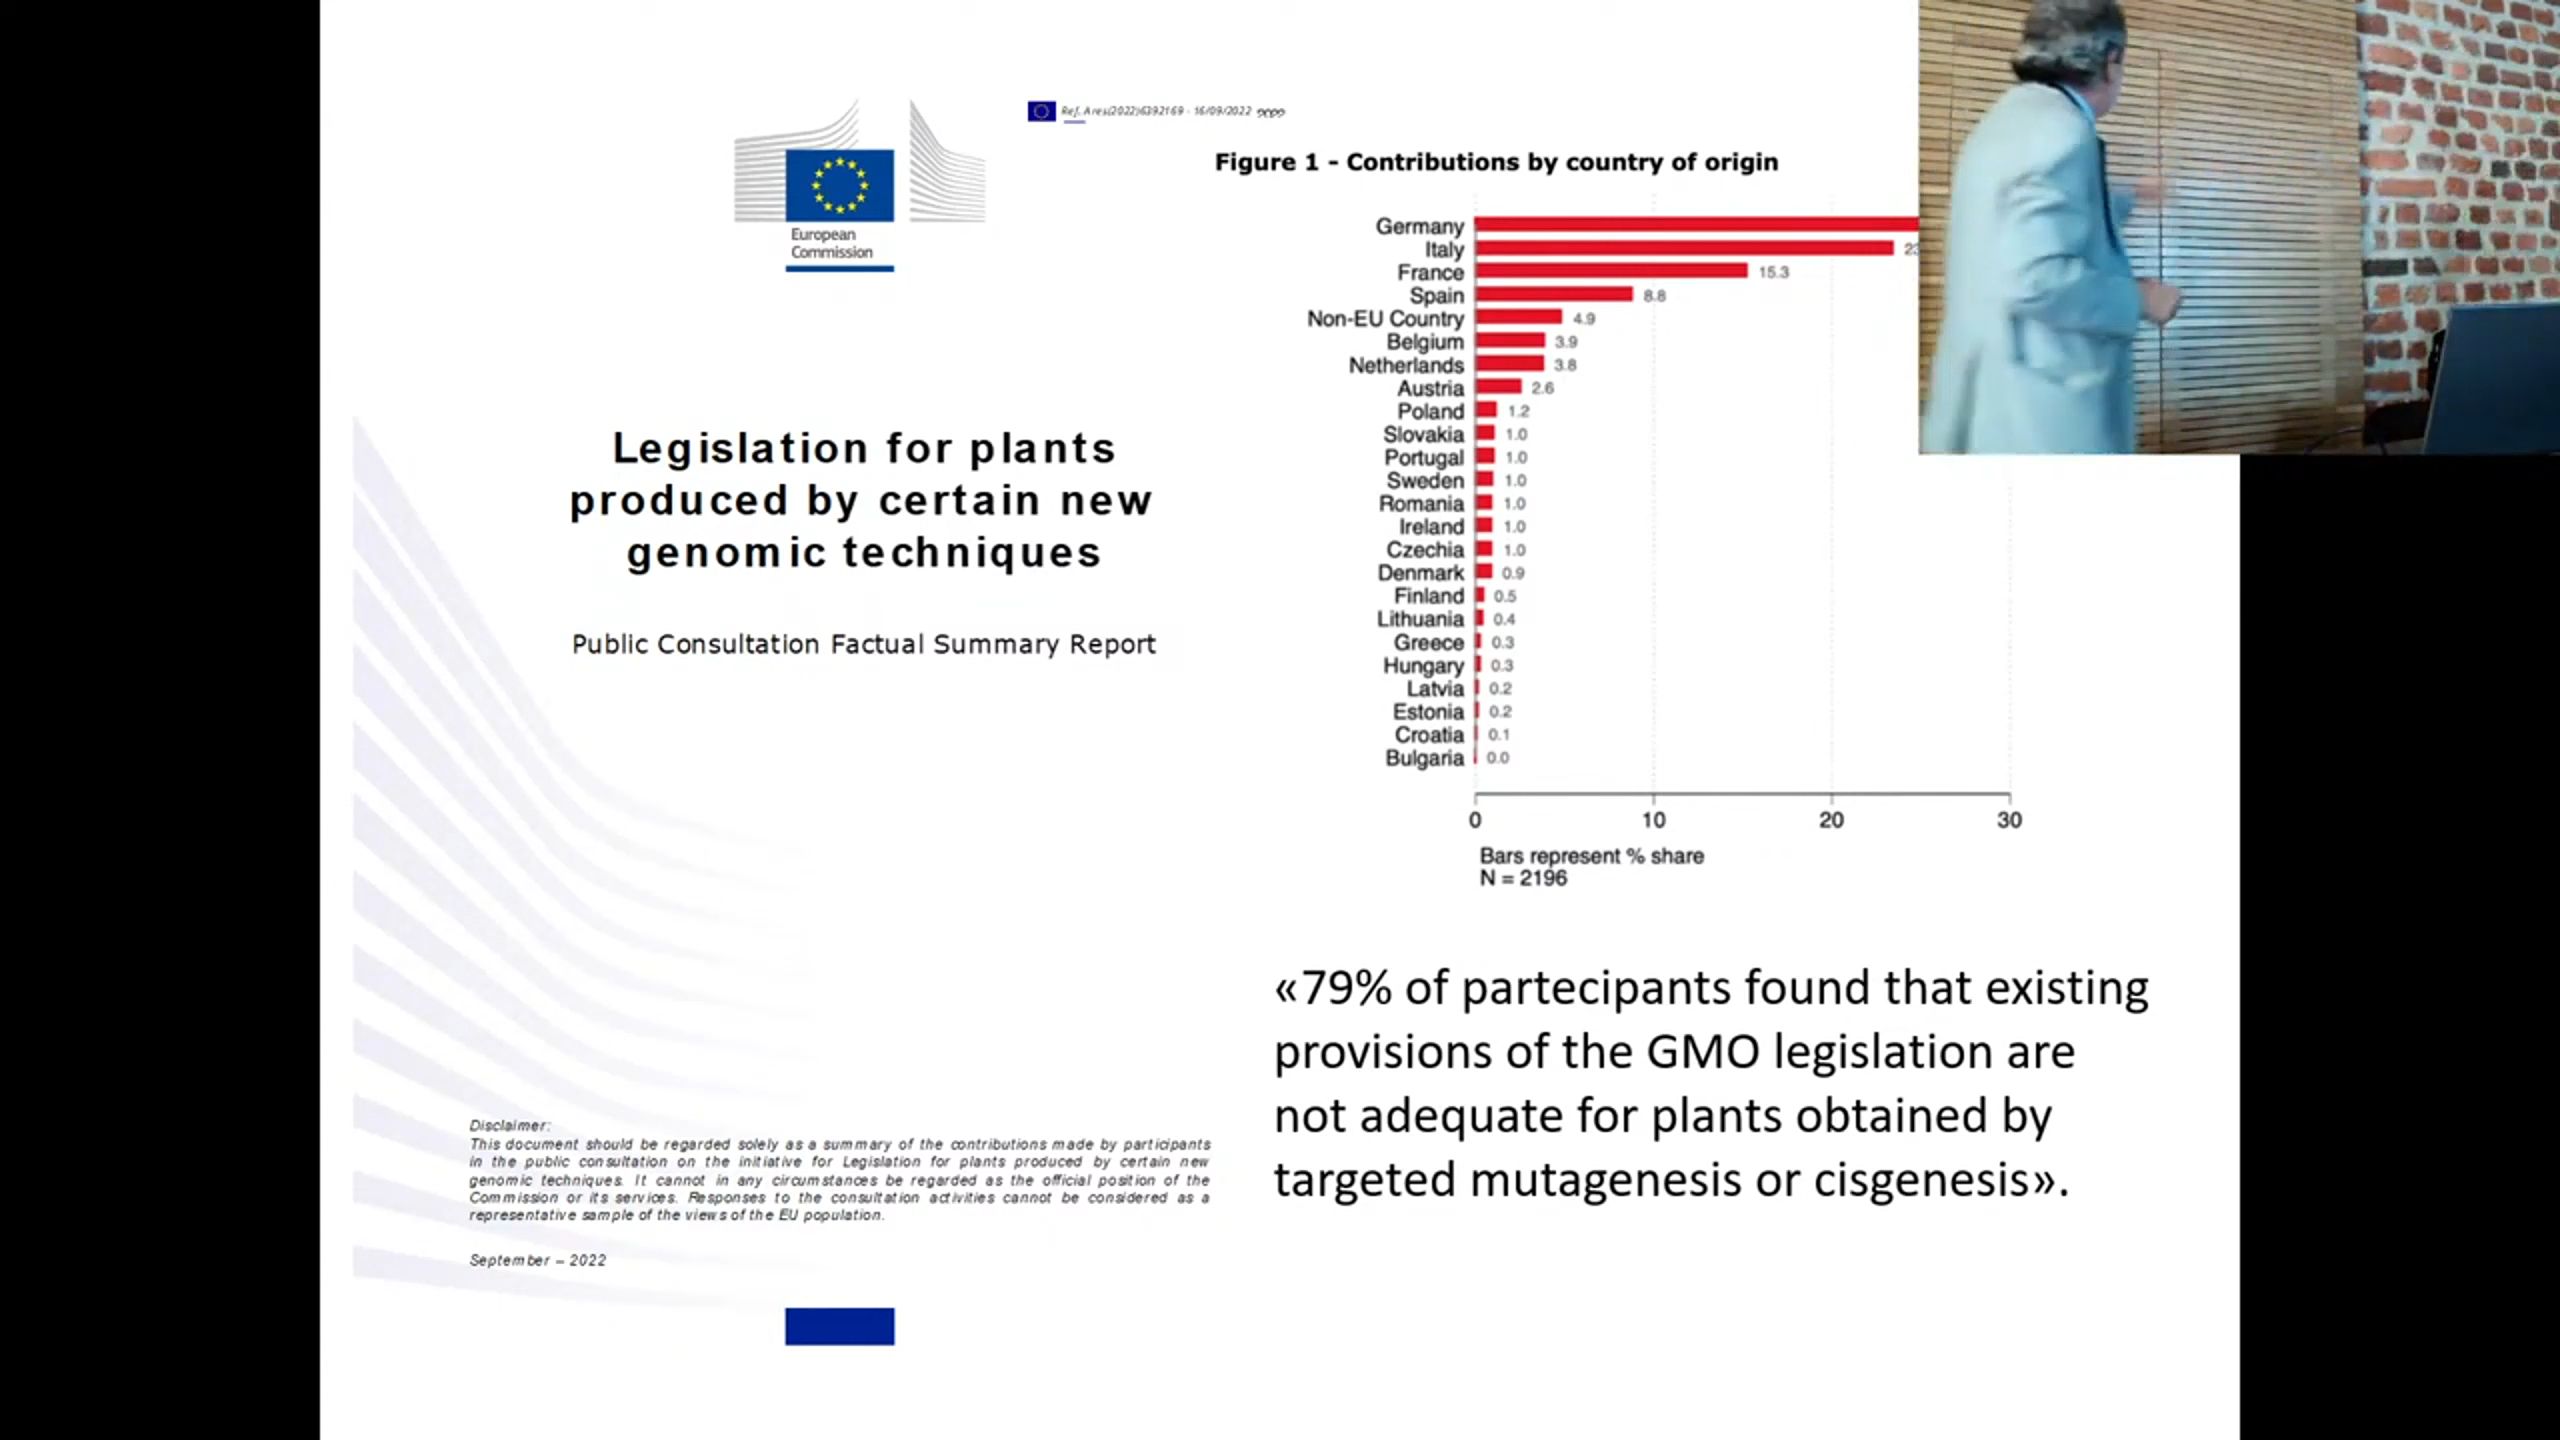 European
Commission
Ref. Ares(2022)6392169 - 16/09/2022
Legislation for plants
produced by certain new
genomic techniques
Public Consultation Factual Summary Report
Disclaimer:
This document should be regarded solely as a summary of the contributions made by participants
in the public consultation on the initiative for Legislation for plants produced by certain new
genomic techniques. It cannot in any circumstances be regarded as the official position of the
Commission or its services. Responses to the consultation activities cannot be considered as a
representative sample of the views of the EU population.
September – 2022
Figure 1 - Contributions by country of origin
Germany
Italy
France 15.3
Spain 8.8
Non-EU Country 4.9
Belgium 3.9
Netherlands 3.8
Austria 2.6
Poland 1.2
Slovakia 1.0
Portugal 1.0
Sweden 1.0
Romania 1.0
Ireland 1.0
Czechia 1.0
Denmark 0.9
Finland 0.5
Lithuania 0.4
Greece 0.3
Hungary 0.3
Latvia 0.2
Estonia 0.2
Croatia 0.1
Bulgaria 0.0
0 10 20 30
Bars represent % share
N = 2196
«79% of partecipants found that existing
provisions of the GMO legislation are
not adequate for plants obtained by
targeted mutagenesis or cisgenesis».